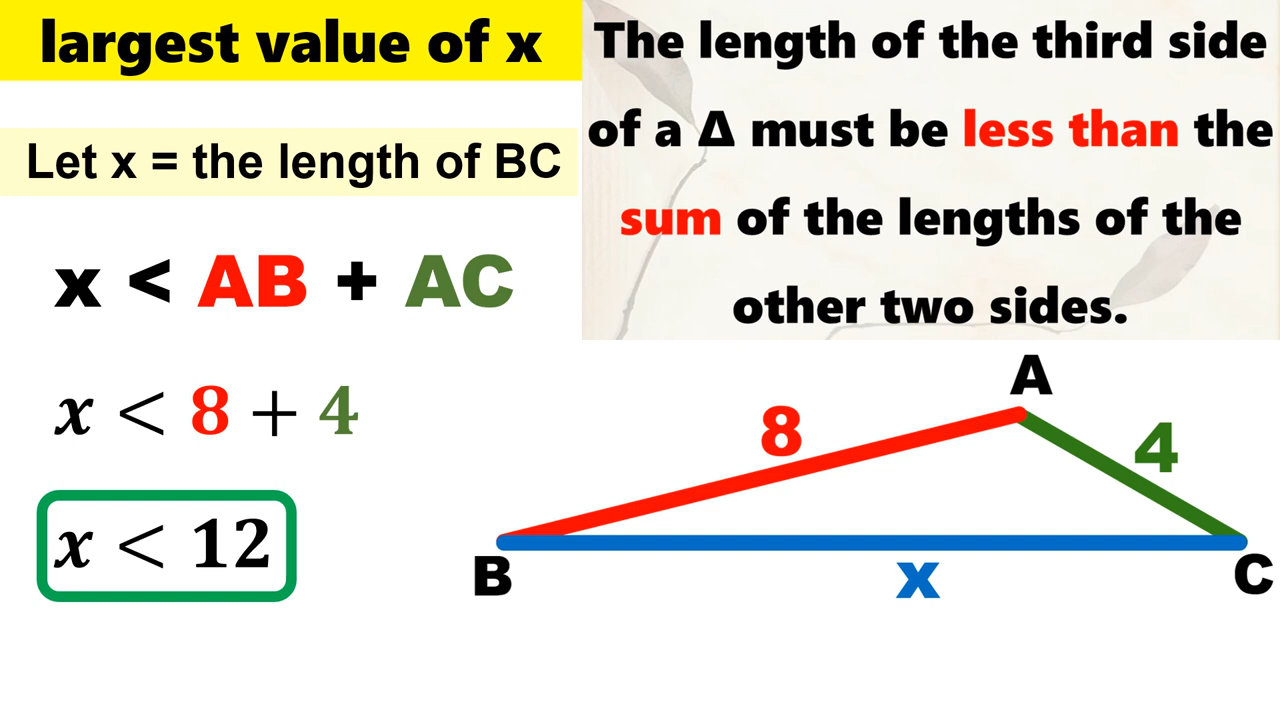 largest value of x
Let x = the length of BC
x < AB + AC
x < 8 + 4
x < 12
The length of the third side
of a Δ must be less than the
sum of the lengths of the
other two sides.
A
8
4
B
x
C